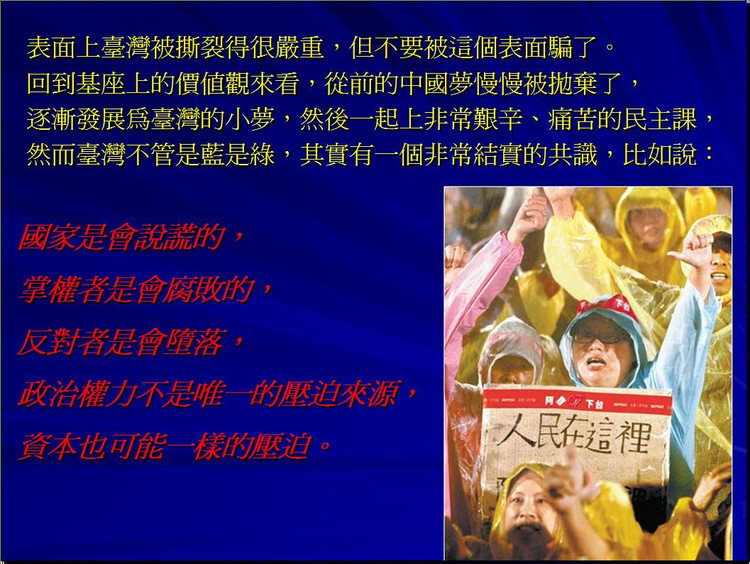 表面上臺灣被撕裂得很嚴重，但不要被這個表面騙了。
回到基座上的價值觀來看，從前的中國夢慢慢被拋棄了，
逐漸發展為臺灣的小夢，然後一起上非常艱辛、痛苦的民主課，
然而臺灣不管是藍是綠，其實有一個非常結實的共識，比如說：
國家是會說謊的，
掌權者是會腐敗的，
反對者是會墮落，
政治權力不是唯一的壓迫來源，
資本也可能一樣的壓迫。
下台
下台
人民在這裡